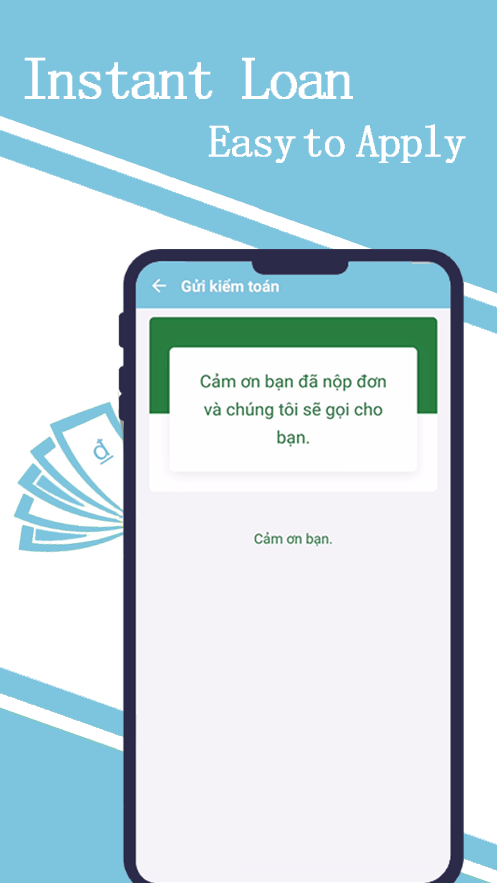 Instant Loan
Easy to Apply
Gửi kiểm toán
Cảm ơn bạn đã nộp đơn
và chúng tôi sẽ gọi cho
bạn.
đ
Cảm ơn bạn.